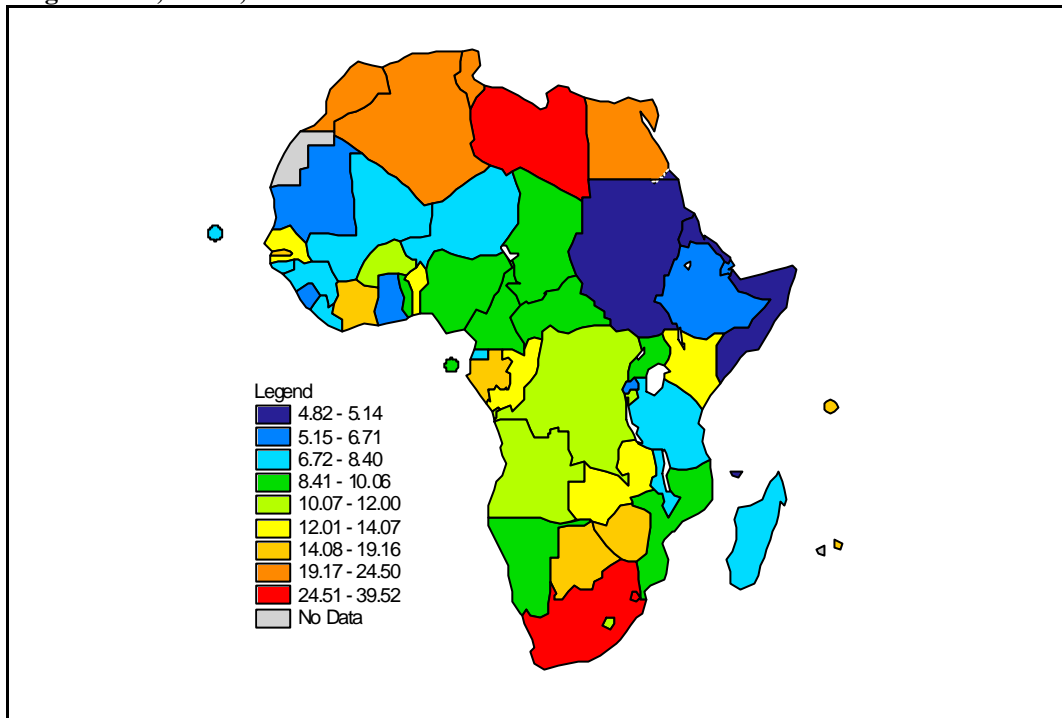 Legend
4.82 - 5.14
5.15 - 6.71
6.72 - 8.40
8.41 - 10.06
10.07 - 12.00
12.01 - 14.07
14.08 - 19.16
19.17 - 24.50
24.51 - 39.52
No Data